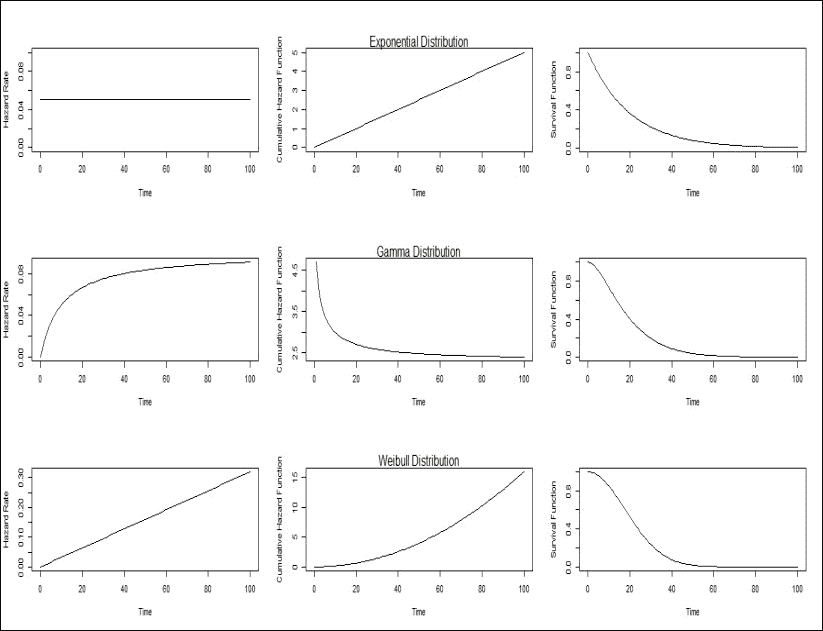 Exponential Distribution
Hazard Rate
0.00 0.04 0.08
0 20 40 60 80 100
Time
Cumulative Hazard Function
0 1 2 3 4 5
0 20 40 60 80 100
Time
Survival Function
0.0 0.4 0.8
0 20 40 60 80 100
Time
Gamma Distribution
Hazard Rate
0.00 0.04 0.08
0 20 40 60 80 100
Time
Cumulative Hazard Function
2.5 3.5 4.5
0 20 40 60 80 100
Time
Survival Function
0.0 0.4 0.8
0 20 40 60 80 100
Time
Weibull Distribution
Hazard Rate
0.00 0.10 0.20 0.30
0 20 40 60 80 100
Time
Cumulative Hazard Function
0 5 10 15
0 20 40 60 80 100
Time
Survival Function
0.0 0.4 0.8
0 20 40 60 80 100
Time